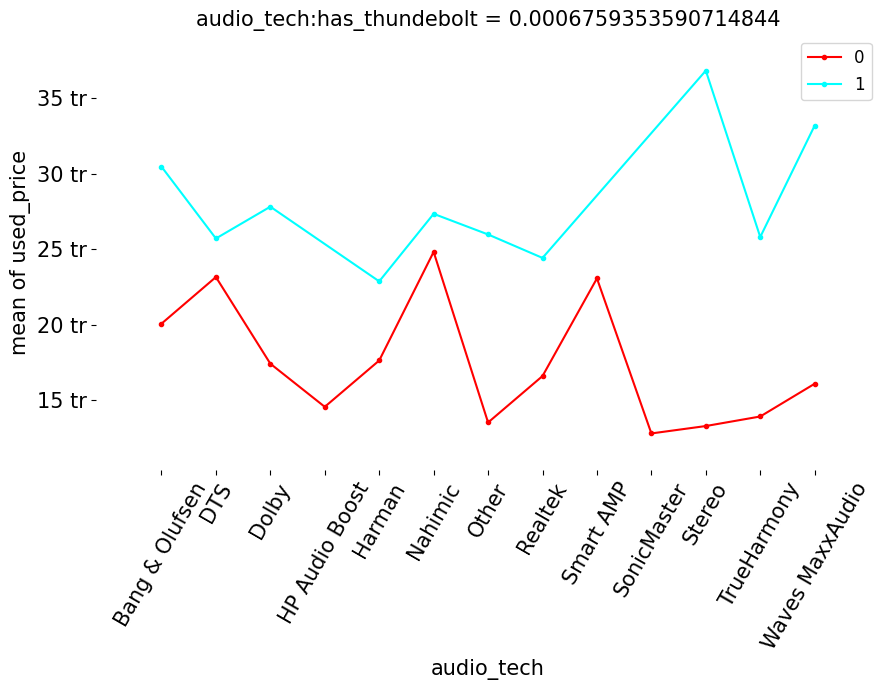 audio_tech:has_thundebolt = 0.0006759353590714844
0
1
mean of used_price
35 tr
30 tr
25 tr
20 tr
15 tr
Bang & Olufsen
DTS
Dolby
HP Audio Boost
Harman
Nahimic
Other
Realtek
Smart AMP
SonicMaster
Stereo
TrueHarmony
Waves MaxxAudio
audio_tech